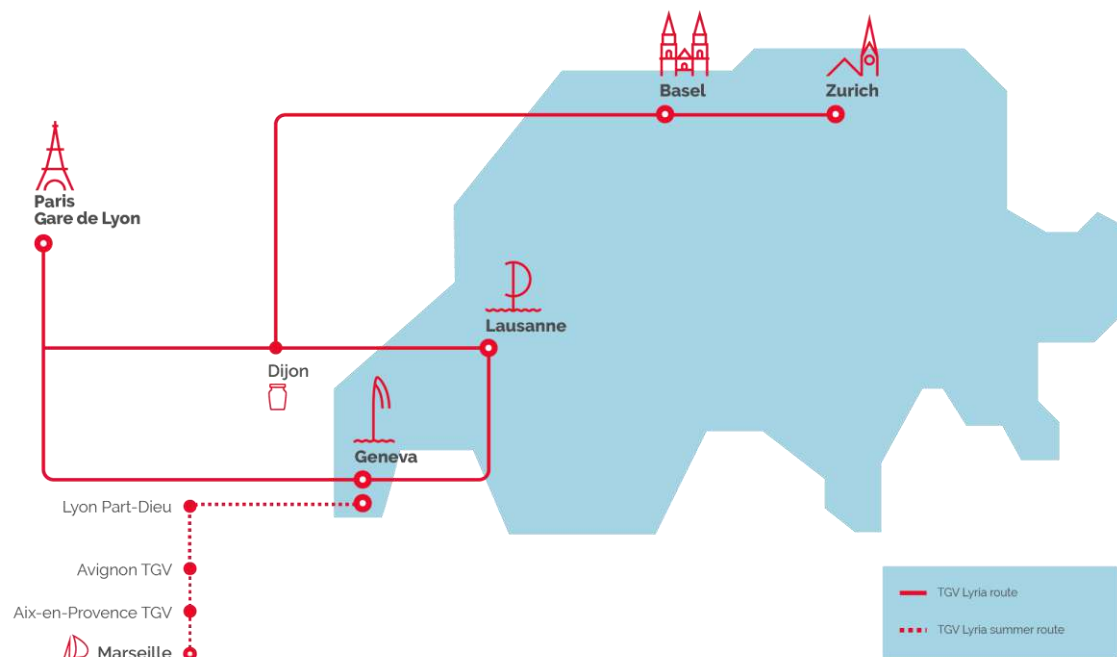 Basel
Zurich
Paris
Gare de Lyon
Lausanne
Dijon
Geneva
Lyon Part-Dieu
Avignon TGV
Aix-en-Provence TGV
Marseille
TGV Lyria route
TGV Lyria summer route